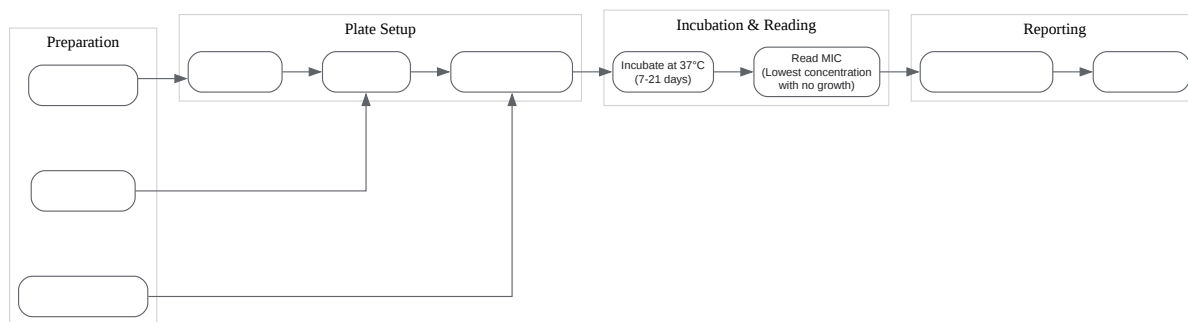 Preparation
Plate Setup
Incubation & Reading
Reporting
Incubate at 37°C
(7-21 days)
Read MIC
(Lowest concentration
with no growth)